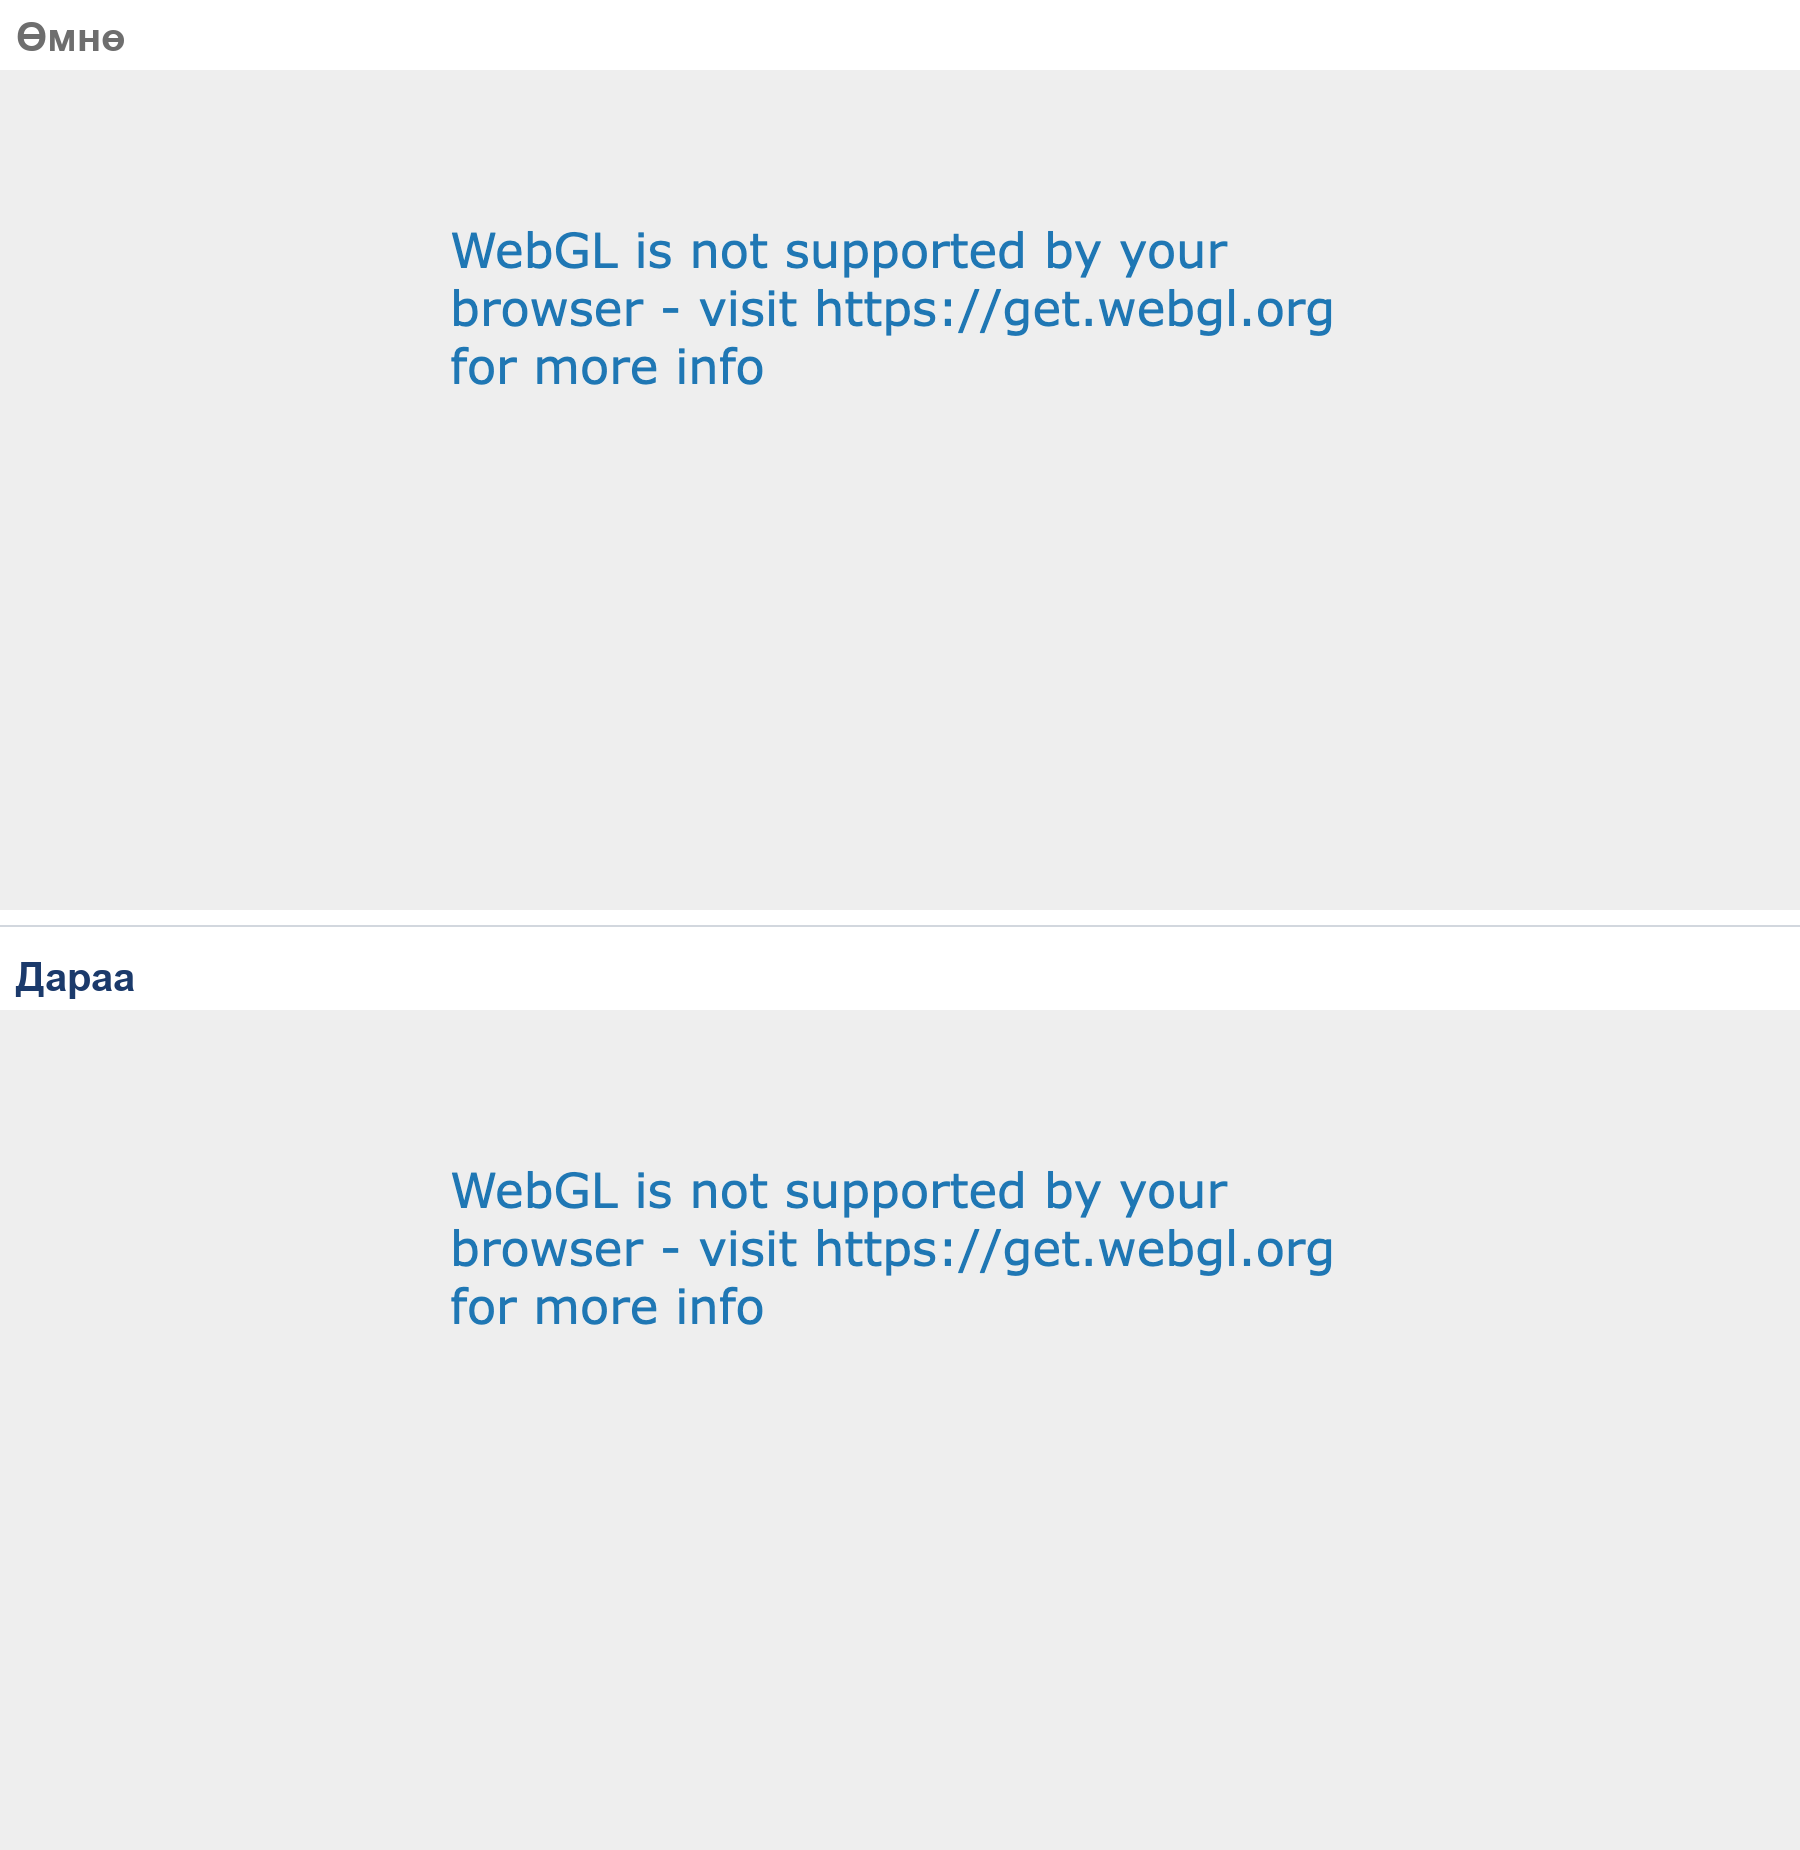 Өмнө
WebGL is not supported by your
browser - visit https://get.webgl.org
for more info
Дараа
WebGL is not supported by your
browser - visit https://get.webgl.org
for more info